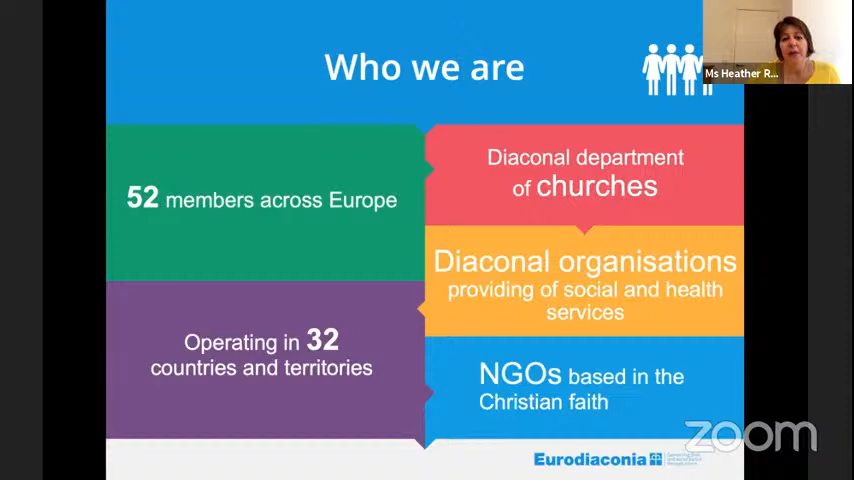 Who we are
Ms Heather R...
52 members across Europe
Diaconal department
of churches
Diaconal organisations
providing of social and health
services
Operating in 32
countries and territories
NGOs based in the
Christian faith
zoom
Eurodiaconia